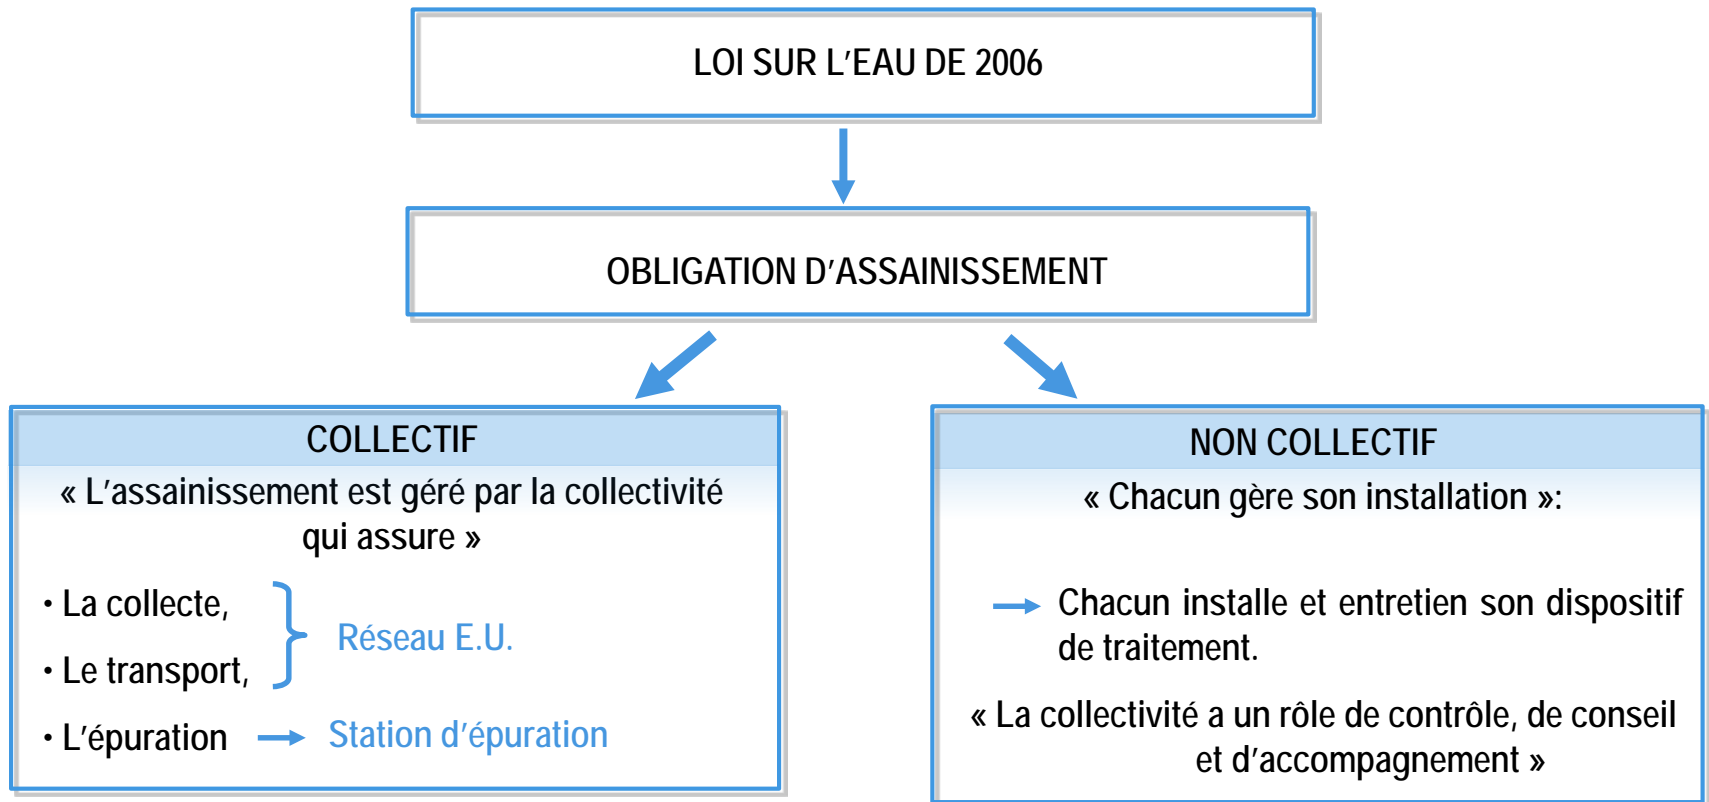 LOI SUR L'EAU DE 2006
OBLIGATION D'ASSAINISSEMENT
COLLECTIF
« L'assainissement est géré par la collectivité
qui assure »
• La collecte,
• Le transport,
Réseau E.U.
• L'épuration
Station d'épuration
NON COLLECTIF
« Chacun gère son installation »:
Chacun installe et entretien son dispositif
de traitement.
« La collectivité a un rôle de contrôle, de conseil
et d'accompagnement »